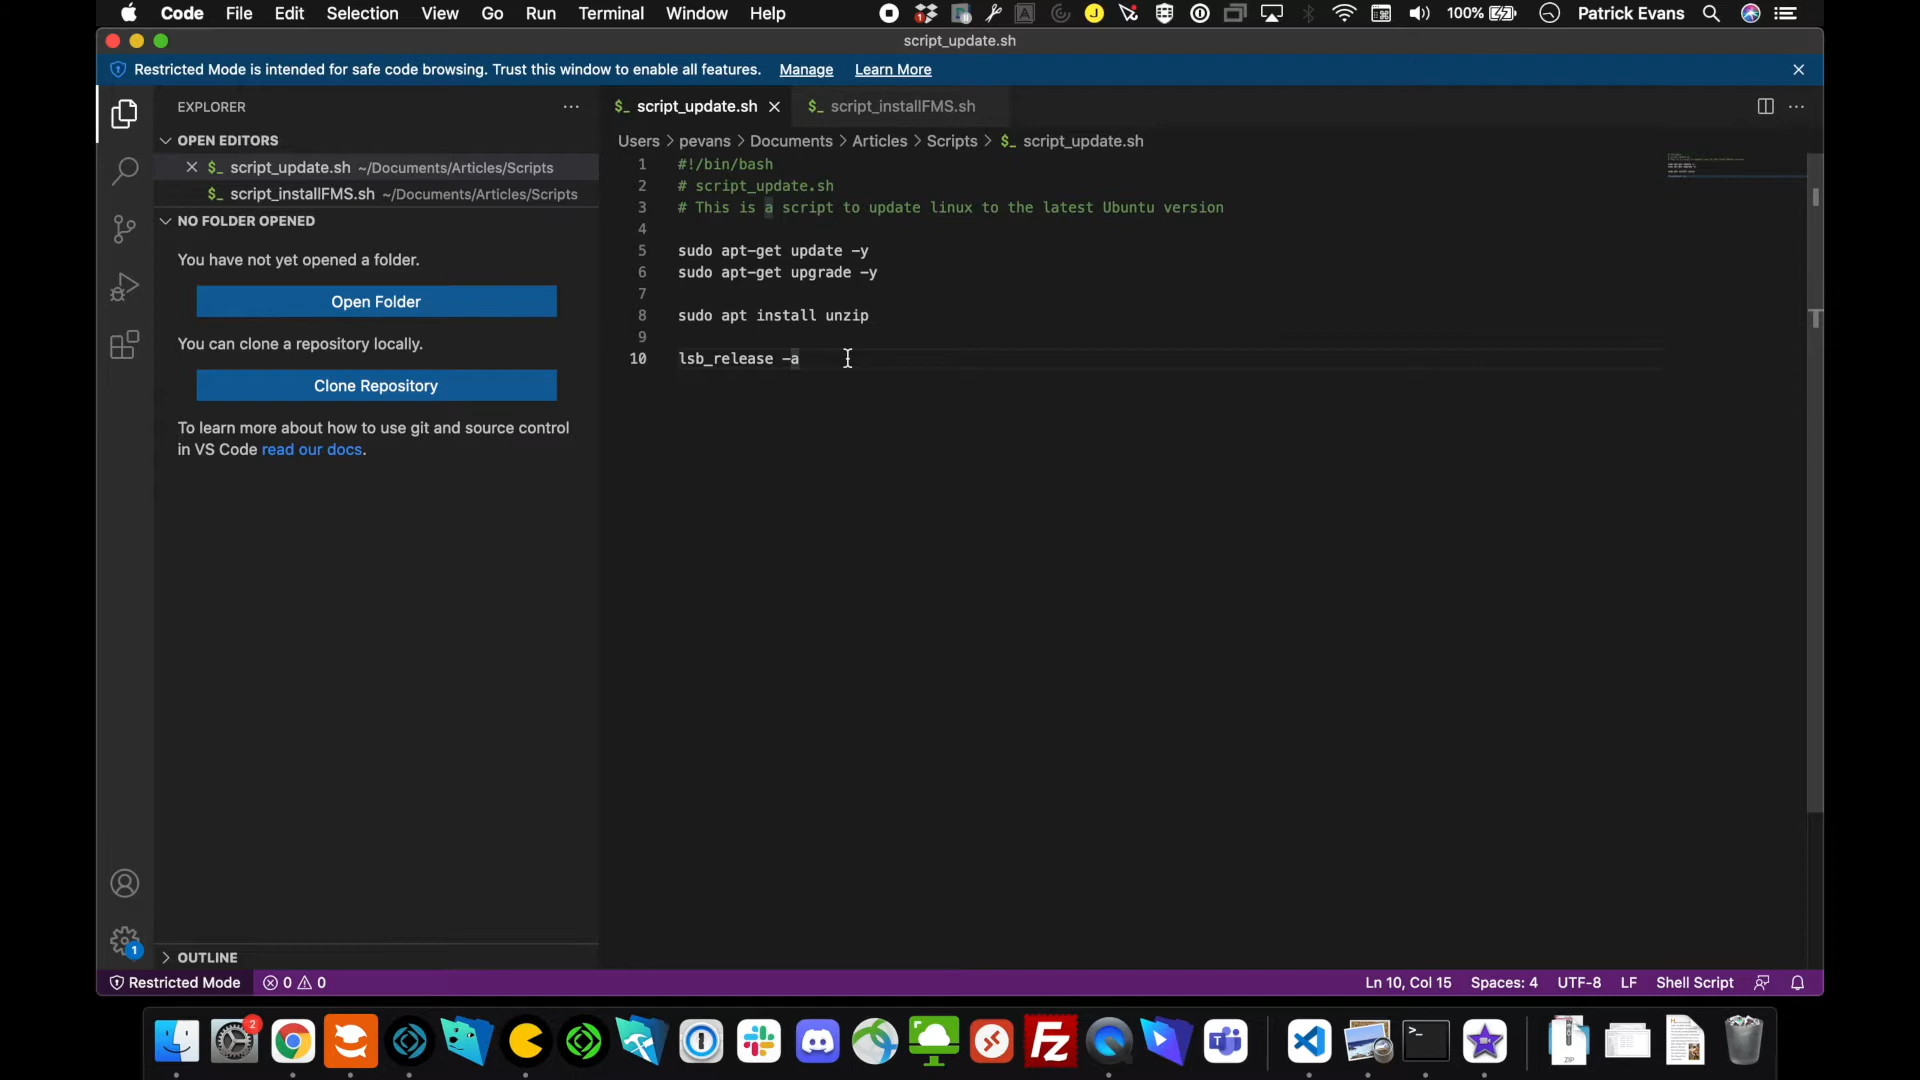 Code File Edit Selection View Go Run Terminal Window Help 100% Patrick Evans
script_update.sh
Restricted Mode is intended for safe code browsing. Trust this window to enable all features. Manage Learn More
EXPLORER
OPEN EDITORS
script_update.sh ~/Documents/Articles/Scripts
script_installFMS.sh ~/Documents/Articles/Scripts
NO FOLDER OPENED
You have not yet opened a folder.
Open Folder
You can clone a repository locally.
Clone Repository
To learn more about how to use git and source control
in VS Code read our docs.
OUTLINE
$_ script_update.sh $_ script_installFMS.sh
Users > pevans > Documents > Articles > Scripts > $_ script_update.sh
1 #!/bin/bash
2 # script_update.sh
3 # This is a script to update linux to the latest Ubuntu version
4
5 sudo apt-get update -y
6 sudo apt-get upgrade -y
7
8 sudo apt install unzip
9
10 lsb_release -a
1
Restricted Mode 0 0 Ln 10, Col 15 Spaces: 4 UTF-8 LF Shell Script
2
FZ
ZIP